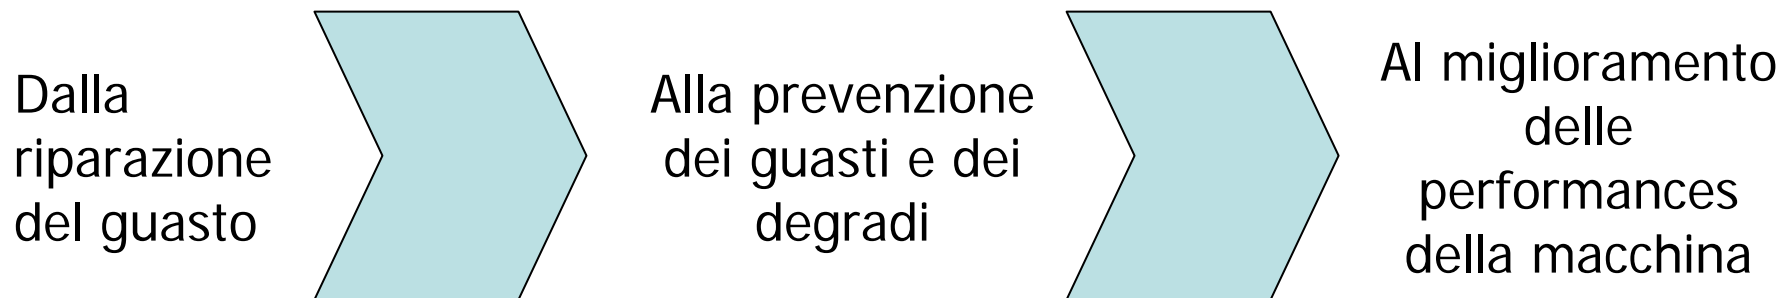 Dalla
riparazione
del guasto
Alla prevenzione
dei guasti e dei
degradi
Al miglioramento
delle
performances
della macchina